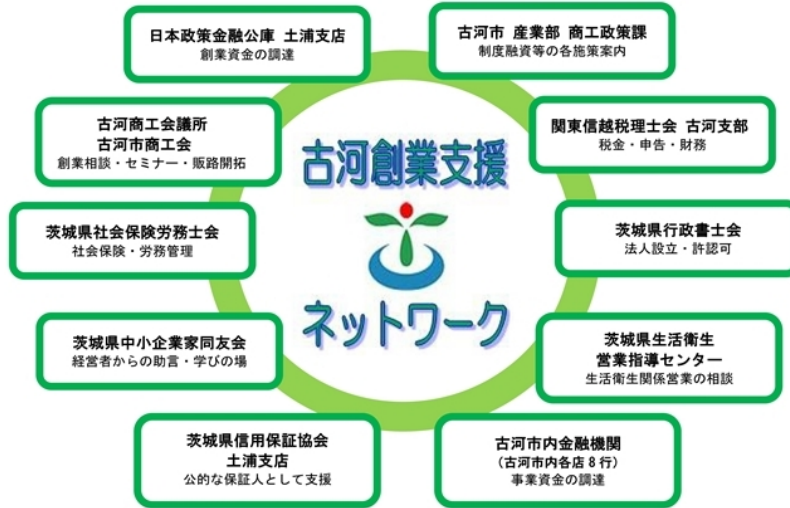 日本政策金融公庫 土浦支店
創業資金の調達
古河市 産業部 商工政策課
制度融資等の各施策案内
古河商工会議所
古河市商工会
創業相談・セミナー・販路開拓
関東信越税理士会 古河支部
税金・申告・財務
古河創業支援
ネットワーク
茨城県社会保険労務士会
社会保険・労務管理
茨城県行政書士会
法人設立・許認可
茨城県中小企業家同友会
経営者からの助言・学びの場
茨城県生活衛生
営業指導センター
生活衛生関係営業の相談
茨城県信用保証協会
土浦支店
公的な保証人として支援
古河市内金融機関
（古河市内各店８行）
事業資金の調達